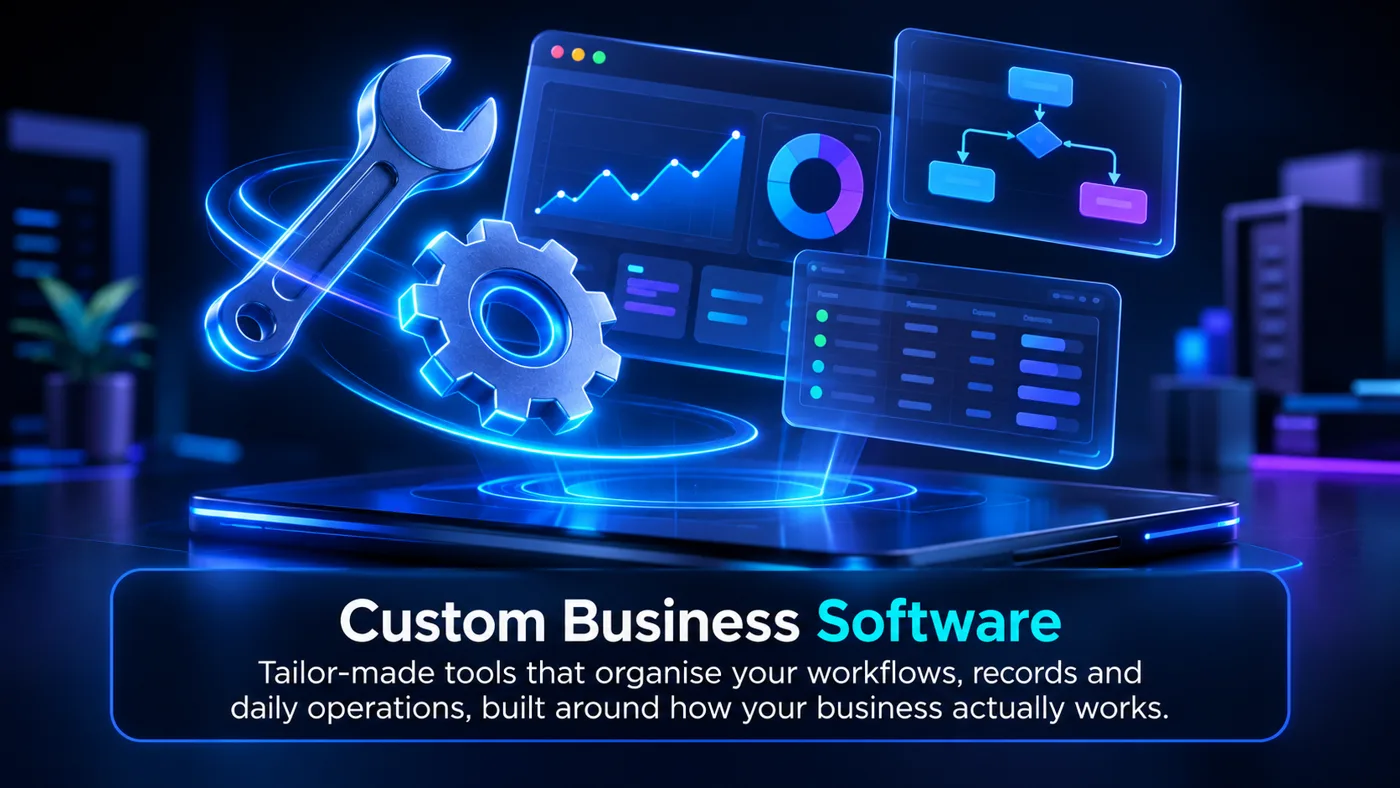 Custom Business Software
Tailor-made tools that organise your workflows, records and
daily operations, built around how your business actually works.